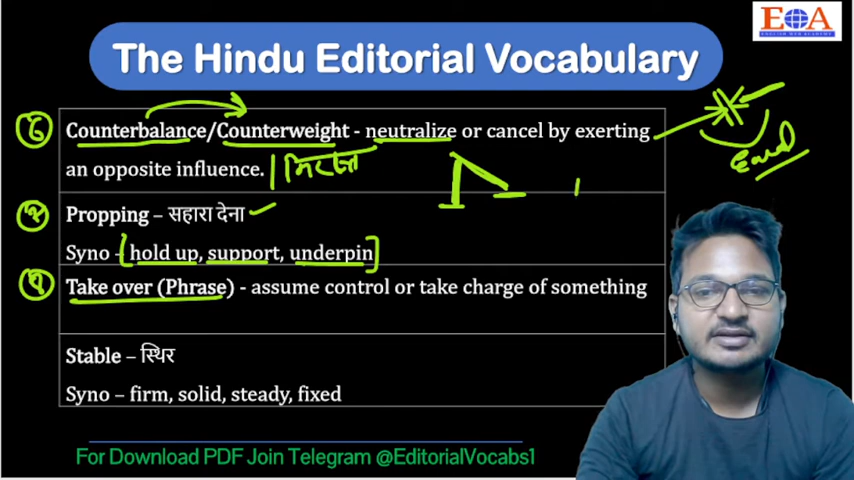 EOA
ENGLISH WEB ACADEMY
The Hindu Editorial Vocabulary
Counterbalance/Counterweight - neutralize or cancel by exerting
an opposite influence.
Propping – सहारा देना
Syno – hold up, support, underpin
Take over (Phrase) - assume control or take charge of something
Stable – स्थिर
Syno – firm, solid, steady, fixed
For Download PDF Join Telegram @EditorialVocabs1